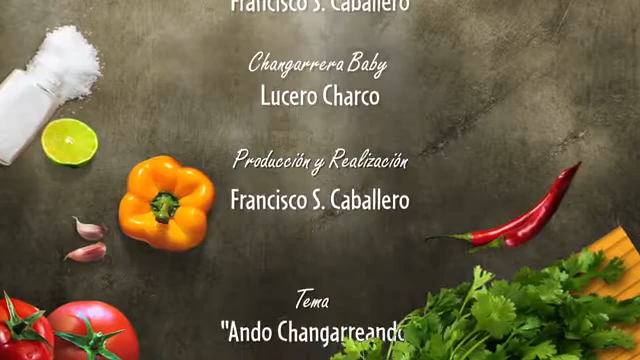 Francisco S. Caballero
Changarrera Baby
Lucero Charco
Producción y Realización
Francisco S. Caballero
Tema
"Ando Changarreando